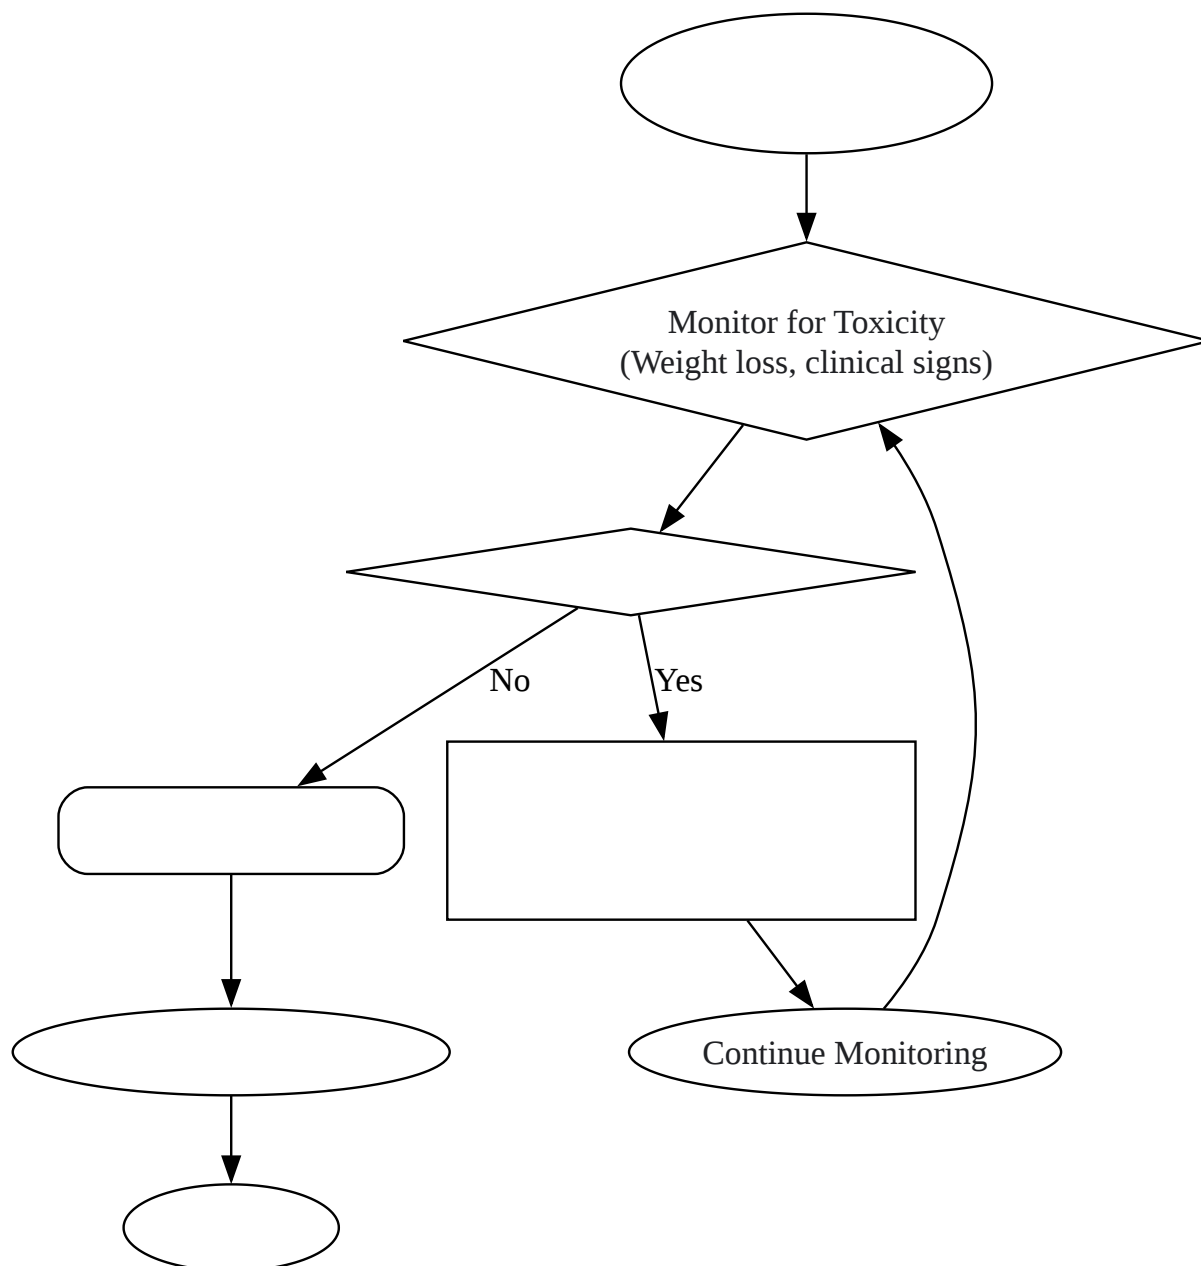 Monitor for Toxicity
(Weight loss, clinical signs)
No
Yes
Continue Monitoring